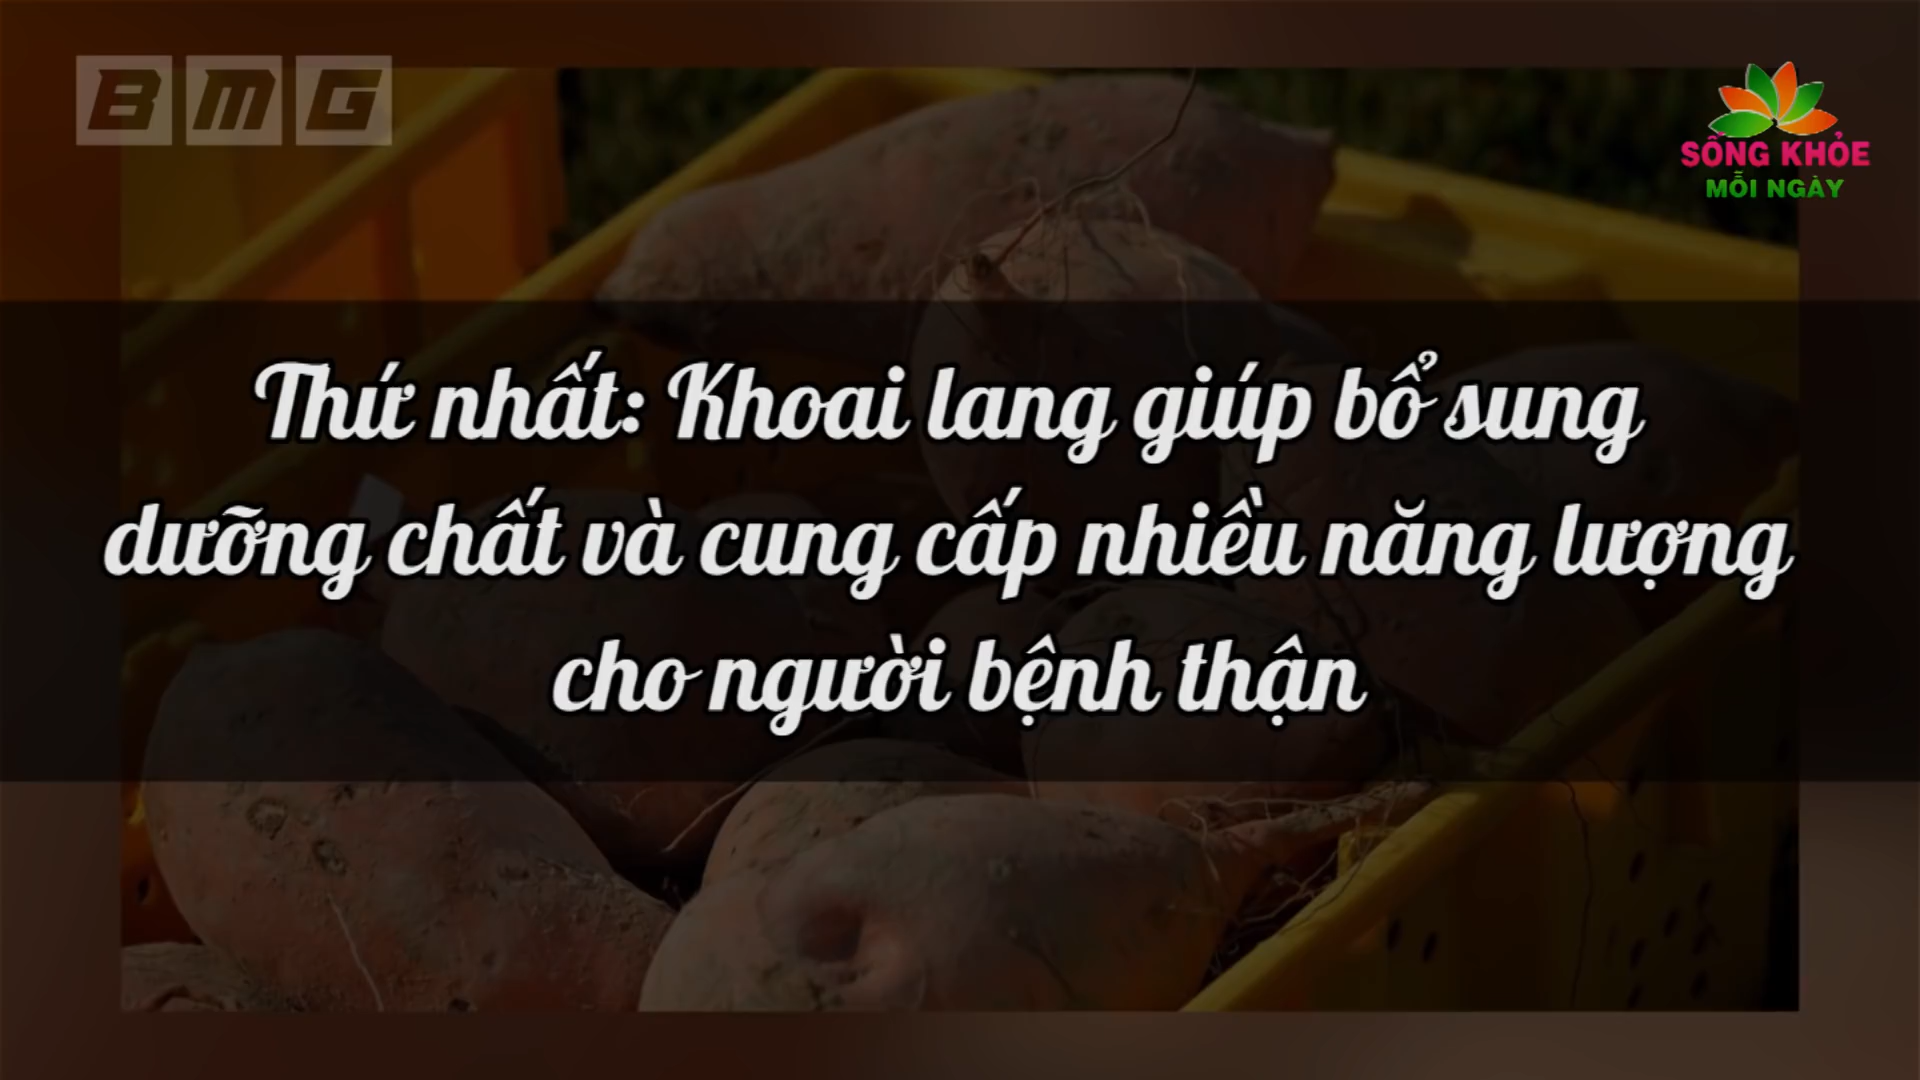 BMG
SỐNG KHỎE
MỖI NGÀY
Thứ nhất: Khoai lang giúp bổ sung
dưỡng chất và cung cấp nhiều năng lượng
cho người bệnh thận